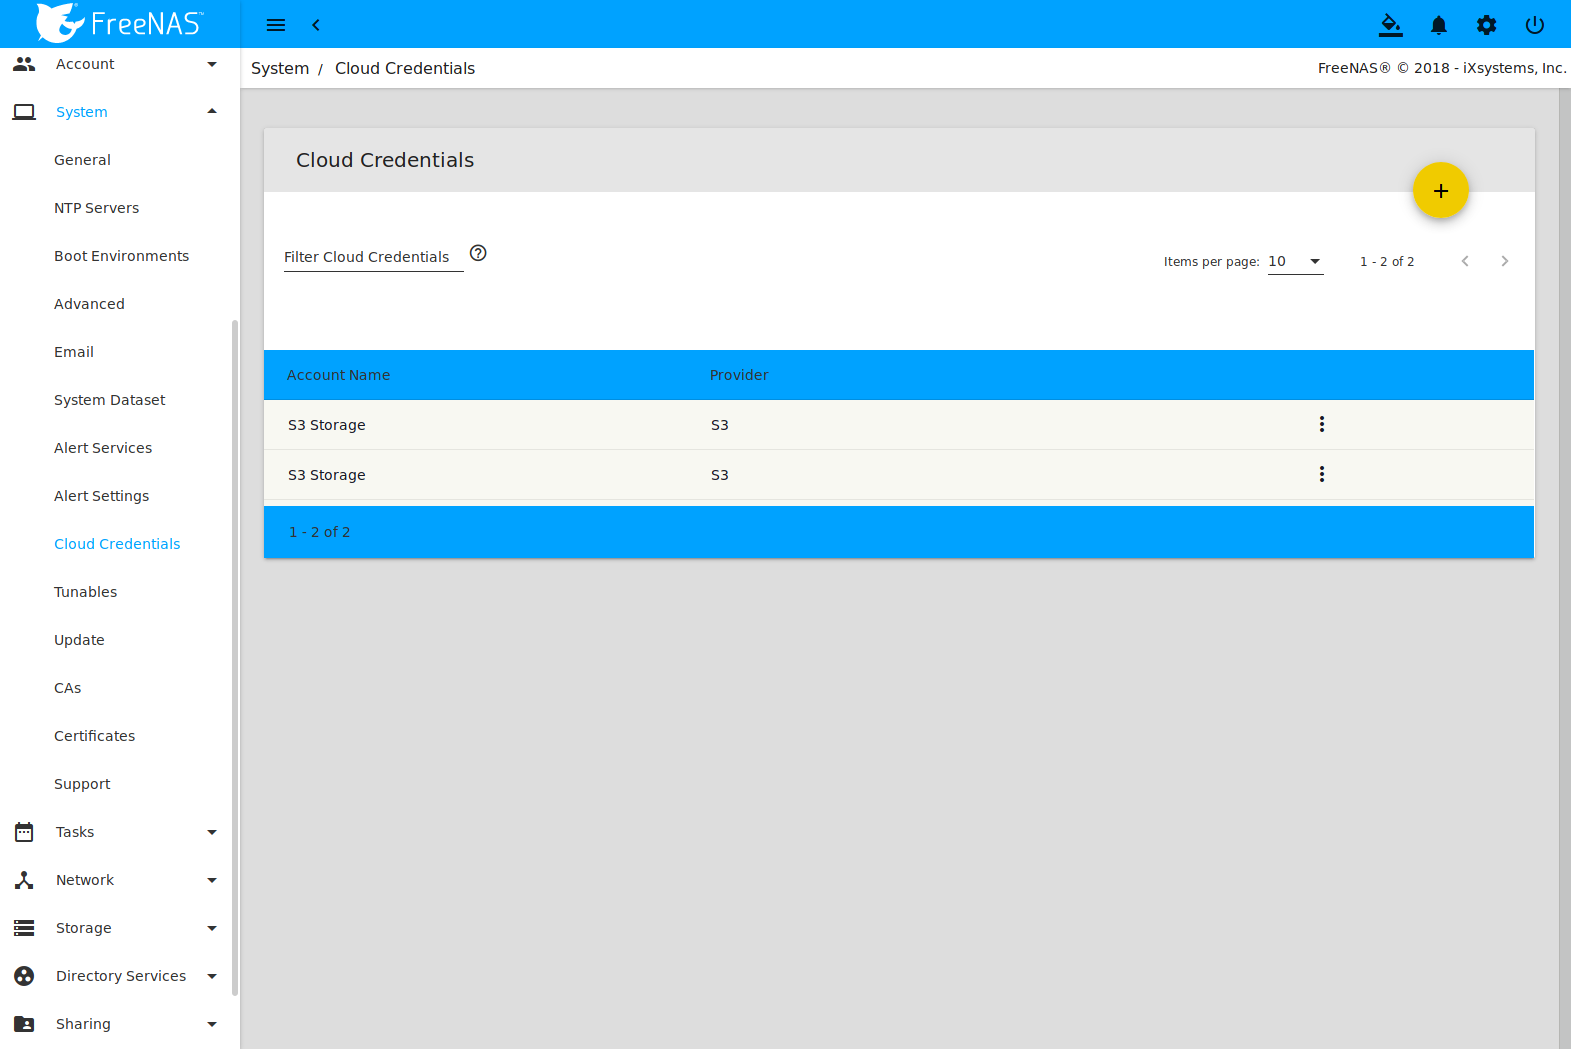 FreeNAS™
System / Cloud Credentials
FreeNAS® © 2018 - iXsystems, Inc.
Account
System
General
NTP Servers
Boot Environments
Advanced
Email
System Dataset
Alert Services
Alert Settings
Cloud Credentials
Tunables
Update
CAs
Certificates
Support
Tasks
Network
Storage
Directory Services
Sharing
Cloud Credentials
Filter Cloud Credentials
Items per page: 10 1 - 2 of 2
Account Name Provider
S3 Storage S3
S3 Storage S3
1 - 2 of 2